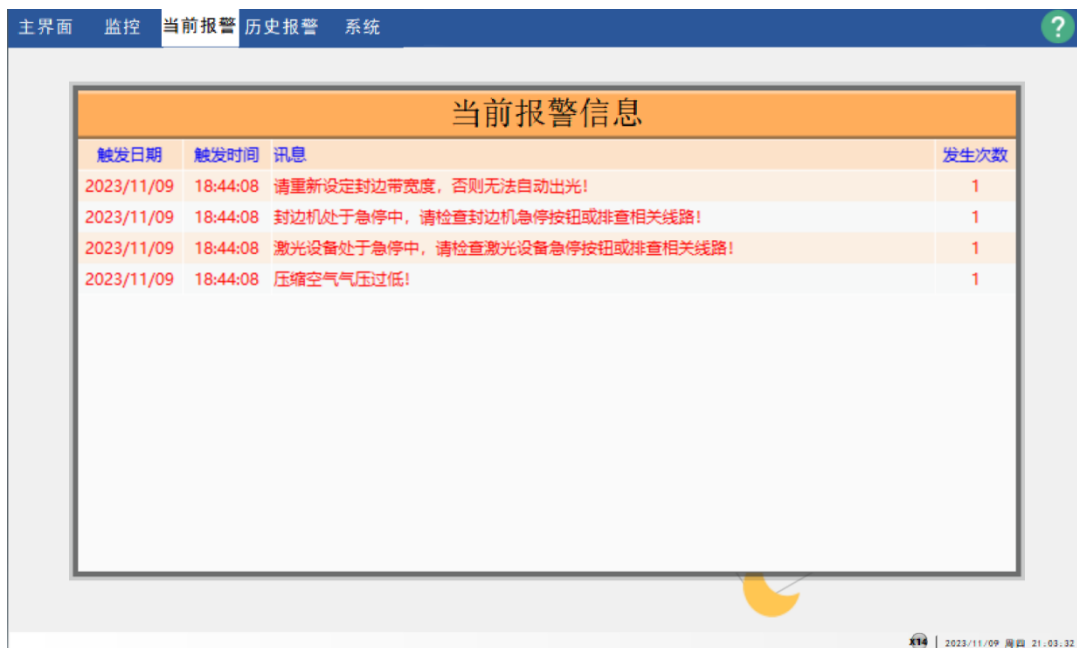 主界面 监控 当前报警 历史报警 系统 ?
当前报警信息
触发日期 触发时间 讯息 发生次数
2023/11/09 18:44:08 请重新设定封边带宽度，否则无法自动出光! 1
2023/11/09 18:44:08 封边机处于急停中，请检查封边机急停按钮或排查相关线路! 1
2023/11/09 18:44:08 激光设备处于急停中，请检查激光设备急停按钮或排查相关线路! 1
2023/11/09 18:44:08 压缩空气气压过低! 1
X14 2023/11/09 周四 21:03:32